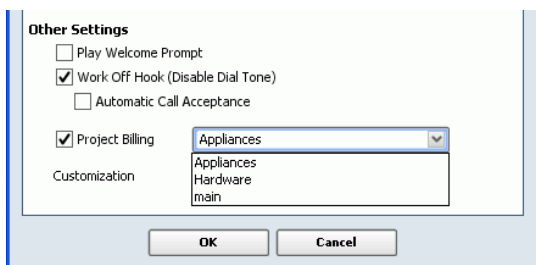 Other Settings
Play Welcome Prompt
Work Off Hook (Disable Dial Tone)
Automatic Call Acceptance
Project Billing Appliances
Appliances
Customization Hardware
main
OK Cancel